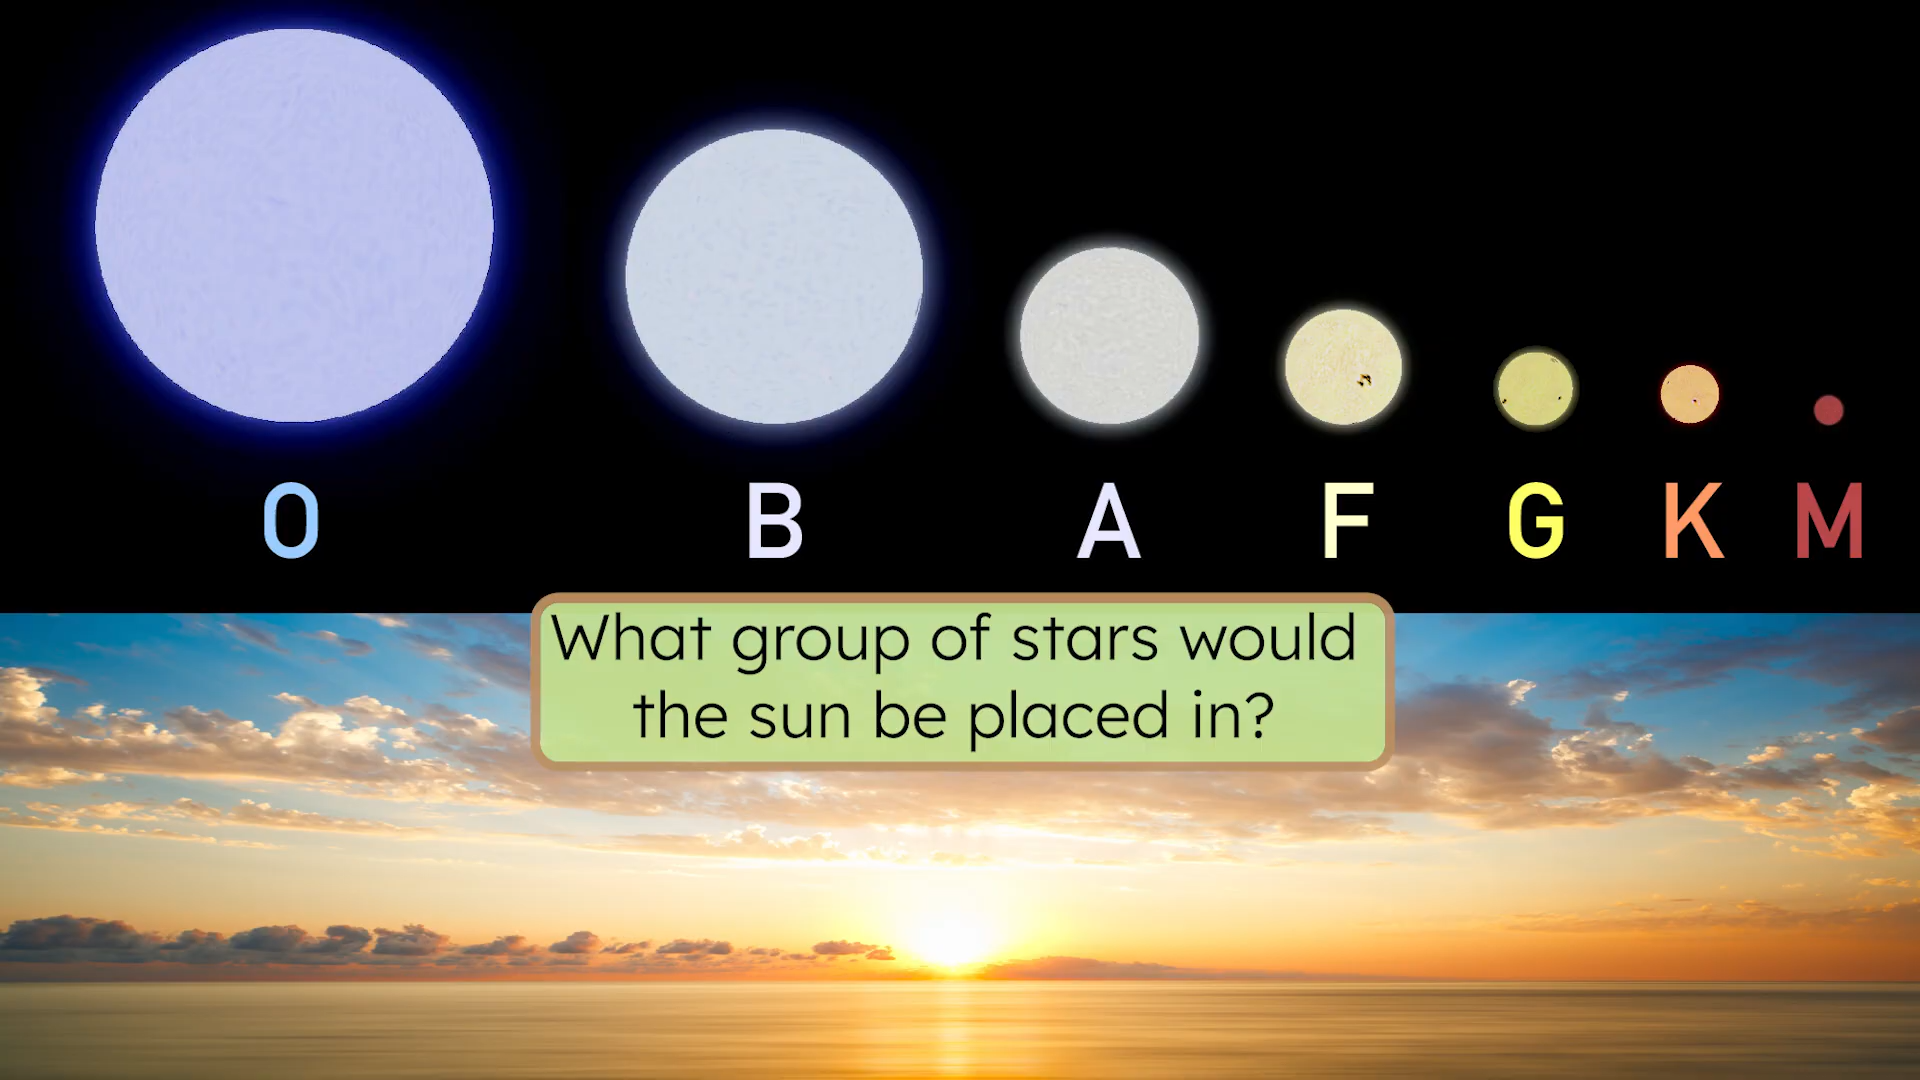 O B A F G K M
What group of stars would
the sun be placed in?